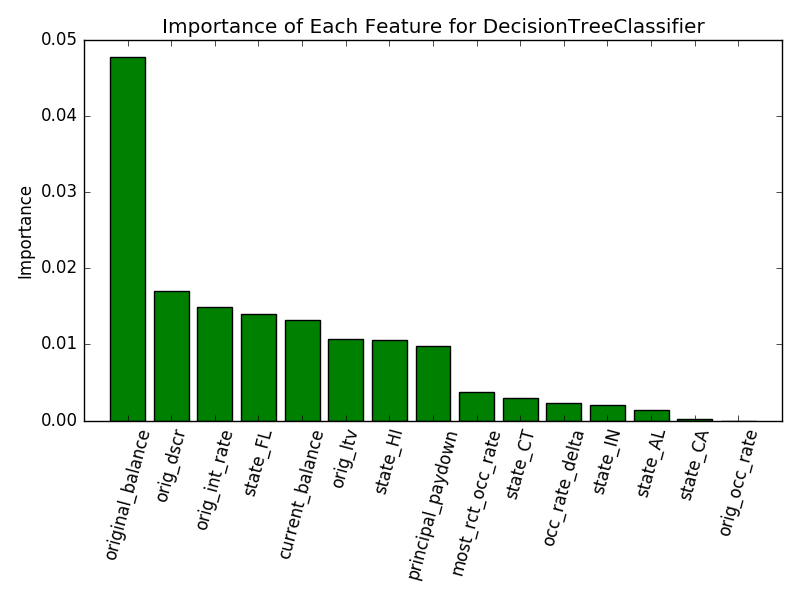 Importance of Each Feature for DecisionTreeClassifier
0.05
0.04
0.03
0.02
0.01
0.00
Importance
original_balance
orig_dscr
orig_int_rate
state_FL
current_balance
orig_ltv
state_HI
principal_paydown
most_rct_occ_rate
state_CT
occ_rate_delta
state_IN
state_AL
state_CA
orig_occ_rate